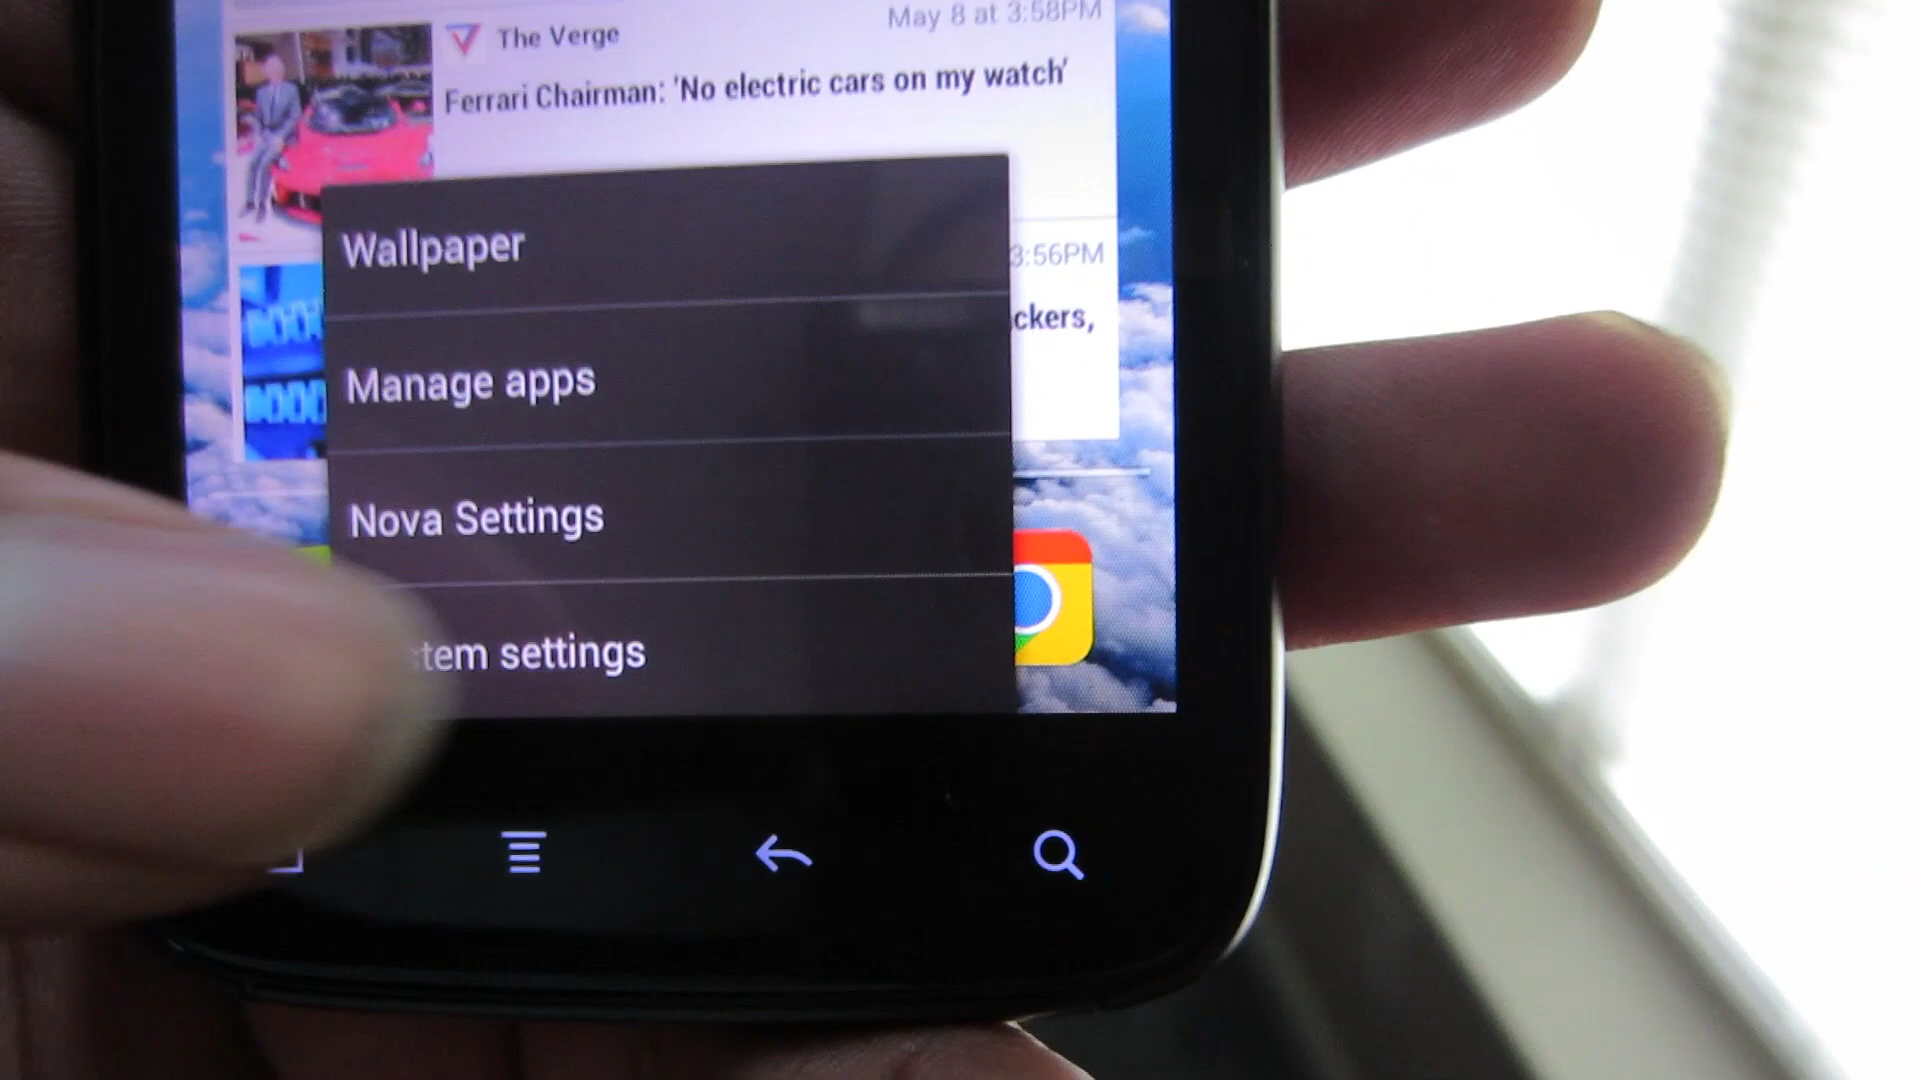 May 8 at 3:58PM
The Verge
Ferrari Chairman: 'No electric cars on my watch'
Wallpaper
3:56PM
ckers,
Manage apps
Nova Settings
tem settings